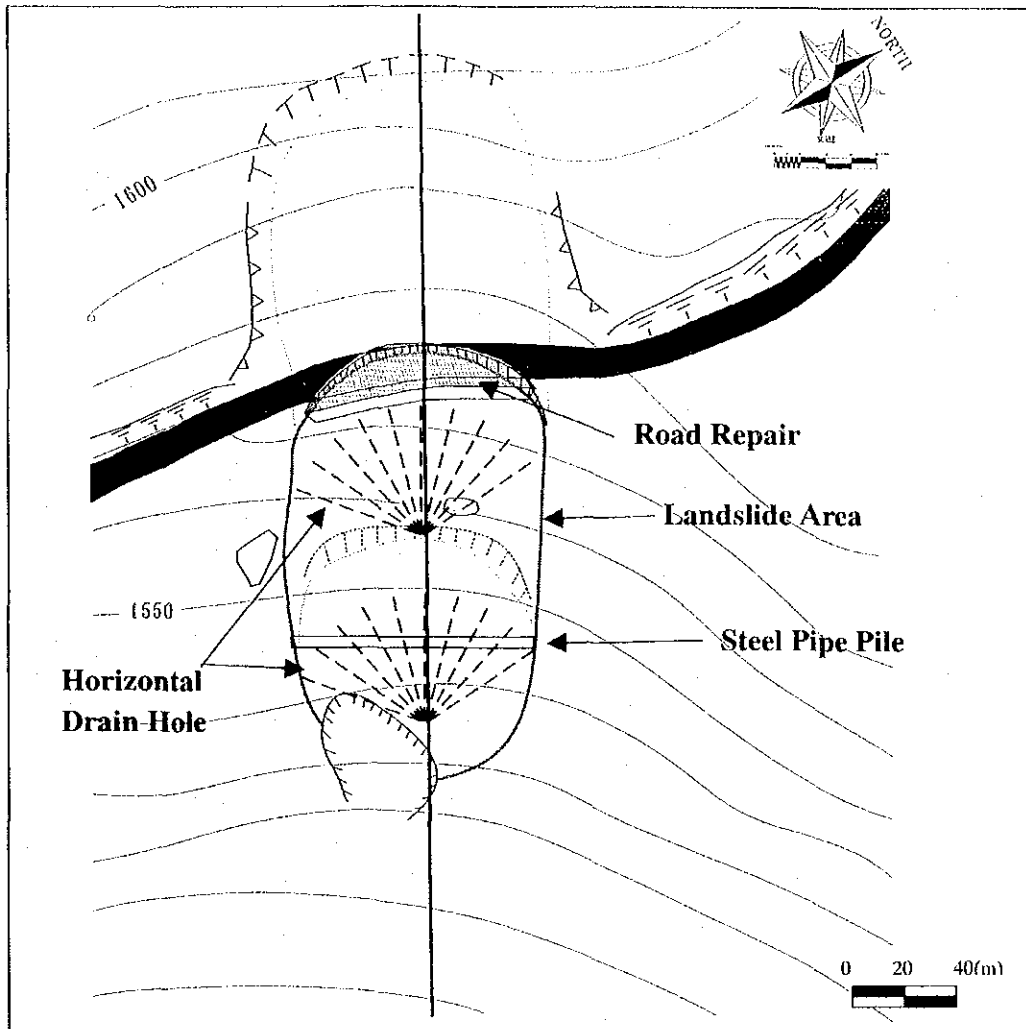 NORTH
1600
Road Repair
Landslide Area
1550
Steel Pipe Pile
Horizontal
Drain Hole
0 20 40(m)